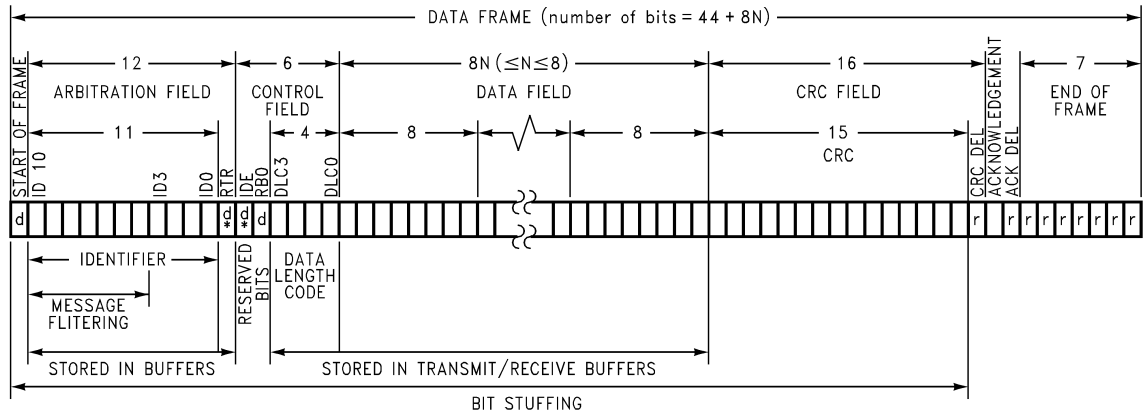 DATA FRAME (number of bits = 44 + 8N)
12
6
8N (≤N≤8)
16
7
ARBITRATION FIELD
CONTROL
FIELD
DATA FIELD
CRC FIELD
END OF
FRAME
11
4
8
8
15
CRC
START OF FRAME
ID 10
ID3
ID0
RTR
IDE
RB0
DLC3
DLC0
CRC DEL
ACKNOWLEDGEMENT
ACK DEL
d
d
*
d
*
d
r
r
r
r
r
r
r
r
r
IDENTIFIER
RESERVED
BITS
DATA
LENGTH
CODE
MESSAGE
FLITERING
STORED IN BUFFERS
STORED IN TRANSMIT/RECEIVE BUFFERS
BIT STUFFING